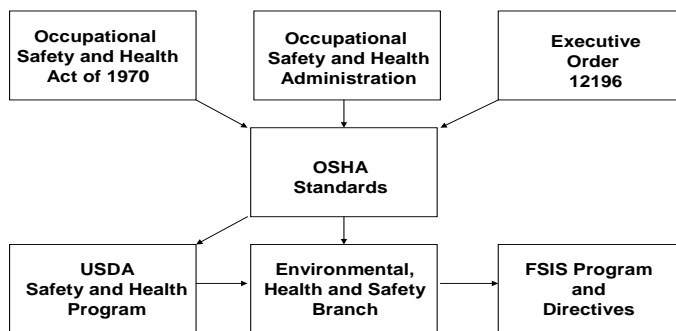 Occupational
Safety and Health
Act of 1970
Occupational
Safety and Health
Administration
Executive
Order
12196
OSHA
Standards
USDA
Safety and Health
Program
Environmental,
Health and Safety
Branch
FSIS Program
and
Directives